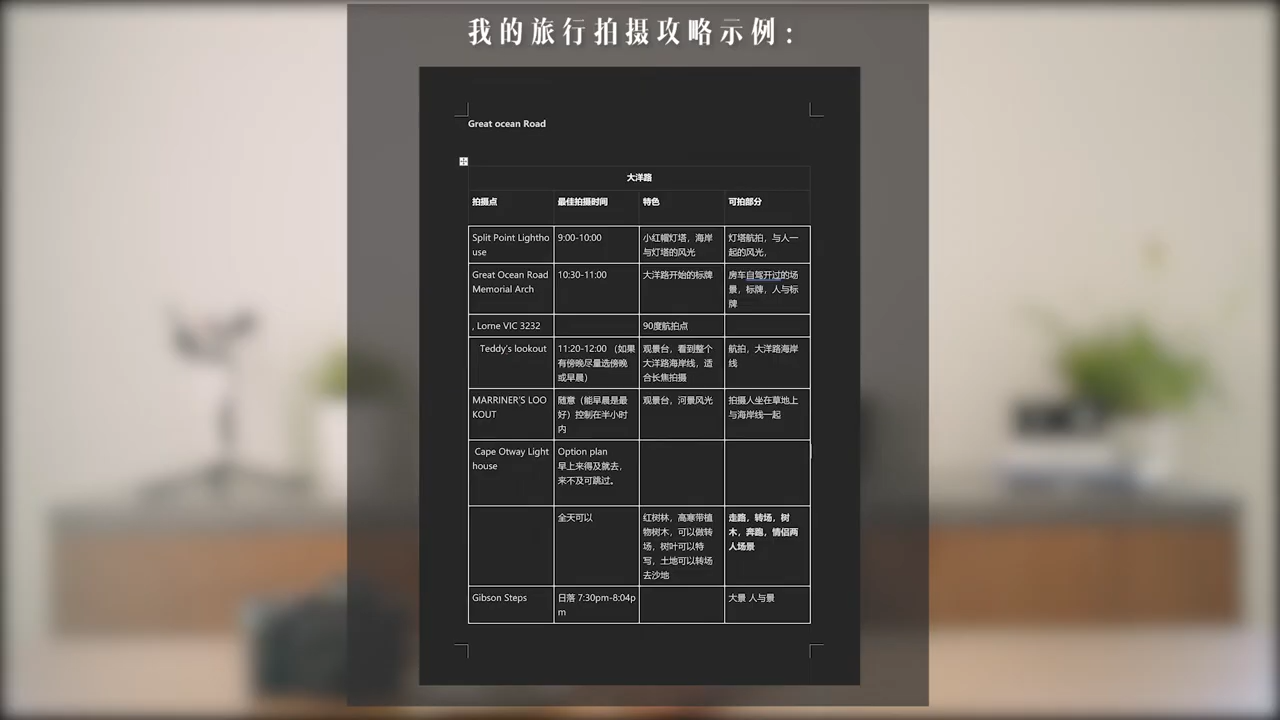 我的旅行拍摄攻略示例：
Great ocean Road
大洋路
拍摄点 最佳拍摄时间 特色 可拍部分
Split Point Lightho
use
9:00-10:00
小红帽灯塔，海岸
与灯塔的风光
灯塔航拍，与人一
起的风光，
Great Ocean Road
Memorial Arch
10:30-11:00
大洋路开始的标牌
房车自驾开过的场
景，标牌，人与标
牌
, Lorne VIC 3232
90度航拍点
Teddy's lookout
11:20-12:00 （如果
有傍晚尽量选傍晚
或早晨）
观景台，看到整个
大洋路海岸线，适
合长焦拍摄
航拍，大洋路海岸
线
MARRINER'S LOO
KOUT
随意（能早晨是最
好）控制在半小时
内
观景台，河景风光
拍摄人坐在草地上
与海岸线一起
Cape Otway Light
house
Option plan
早上来得及就去，
来不及可跳过。
全天可以
红树林，高寒带植
物树木，可以做转
场，树叶可以特
写，土地可以转场
去沙地
走路，转场，树
木，奔跑，情侣两
人场景
Gibson Steps
日落 7:30pm-8:04p
m
大景 人与景